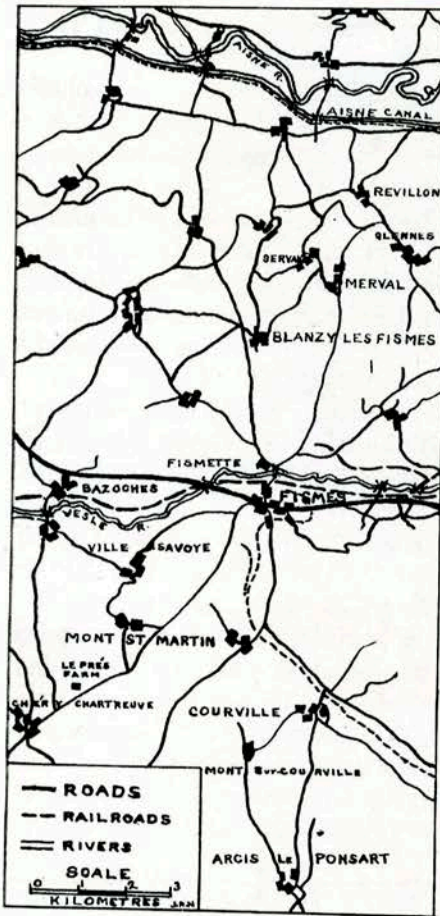 AISNE R.
AISNE CANAL
REVILLON
GLENNES
SERVAL
MERVAL
BLANZY LES FISMES
FISMETTE
BAZOCHES
FISMES
VESLE R.
VILLE SAVOYE
MONT ST MARTIN
LE PRÉS
FARM
CHÉRY CHARTREUVE
COURVILLE
MONT SUR-COURVILLE
ROADS
RAILROADS
RIVERS
SCALE
0 1 2 3
KILOMETRES
ARCIS LE PONSART